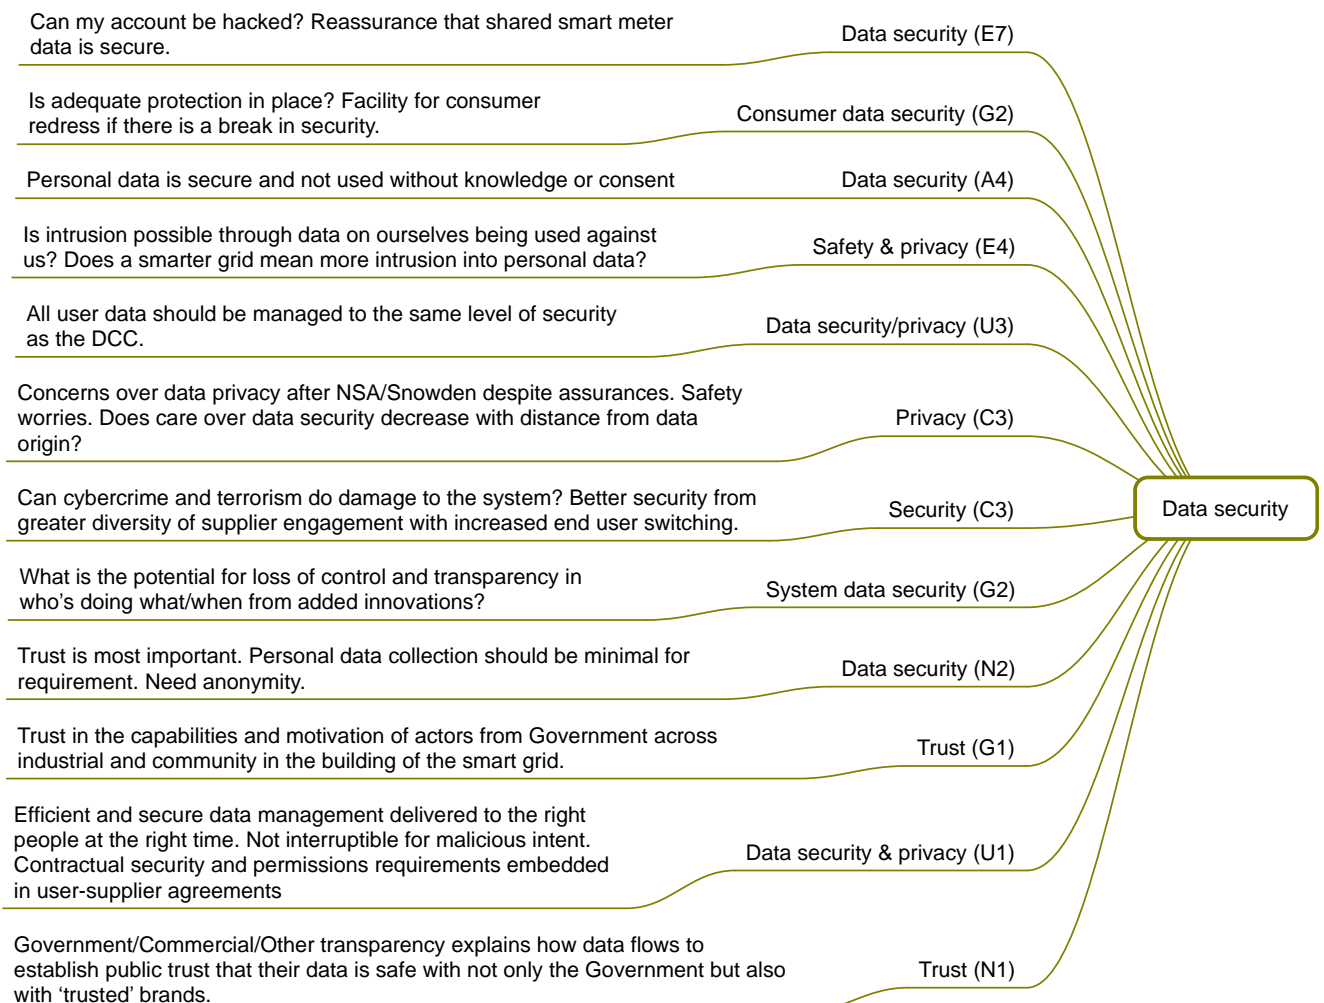 Can my account be hacked? Reassurance that shared smart meter
data is secure.
Data security (E7)
Is adequate protection in place? Facility for consumer
redress if there is a break in security.
Consumer data security (G2)
Personal data is secure and not used without knowledge or consent
Data security (A4)
Is intrusion possible through data on ourselves being used against
us? Does a smarter grid mean more intrusion into personal data?
Safety & privacy (E4)
All user data should be managed to the same level of security
as the DCC.
Data security/privacy (U3)
Concerns over data privacy after NSA/Snowden despite assurances. Safety
worries. Does care over data security decrease with distance from data
origin?
Privacy (C3)
Can cybercrime and terrorism do damage to the system? Better security from
greater diversity of supplier engagement with increased end user switching.
Security (C3)
Data security
What is the potential for loss of control and transparency in
who's doing what/when from added innovations?
System data security (G2)
Trust is most important. Personal data collection should be minimal for
requirement. Need anonymity.
Data security (N2)
Trust in the capabilities and motivation of actors from Government across
industrial and community in the building of the smart grid.
Trust (G1)
Efficient and secure data management delivered to the right
people at the right time. Not interruptible for malicious intent.
Contractual security and permissions requirements embedded
in user-supplier agreements
Data security & privacy (U1)
Government/Commercial/Other transparency explains how data flows to
establish public trust that their data is safe with not only the Government but also
with ‘trusted’ brands.
Trust (N1)